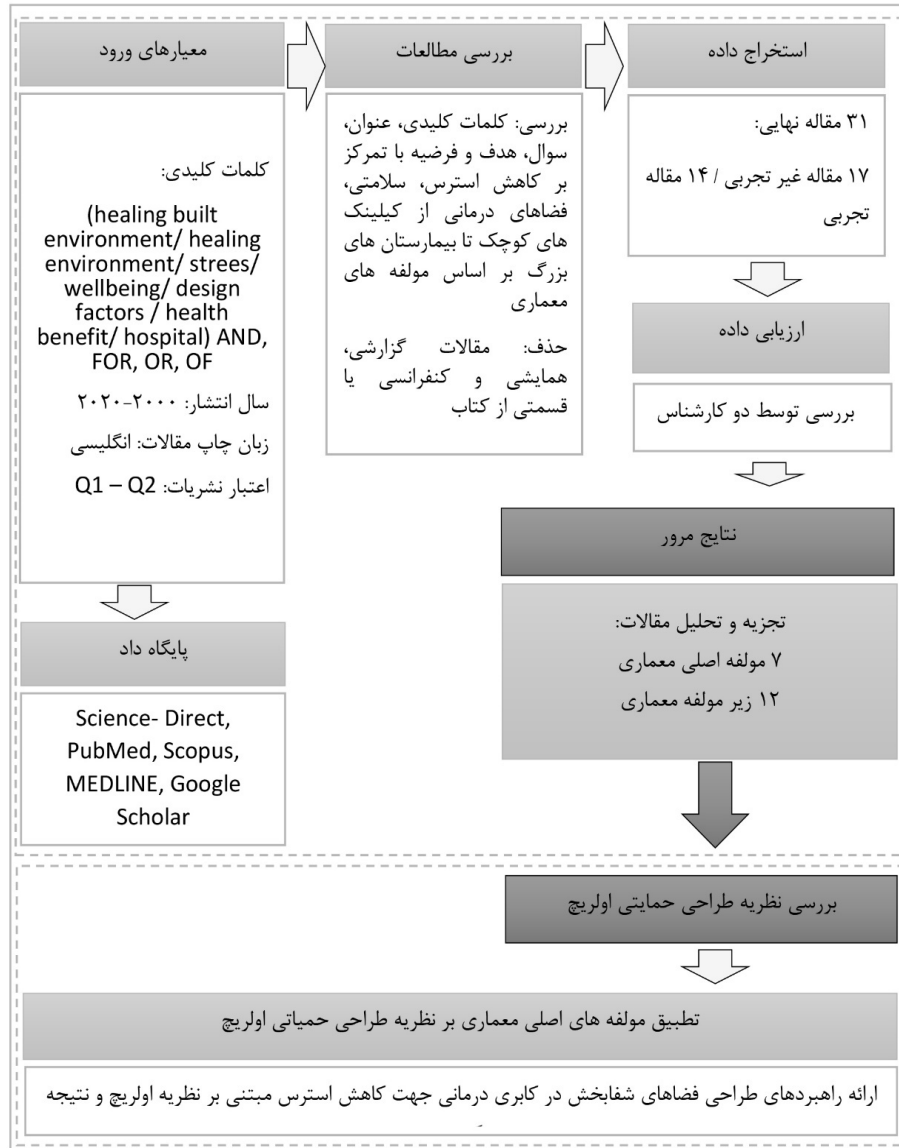 معیارهای ورود
کلمات کلیدی:
(healing built
environment/ healing
environment/ strees/
wellbeing/ design
factors / health
benefit/ hospital) AND,
FOR, OR, OF
سال انتشار: ۲۰۰۰-۲۰۲۰
زبان چاپ مقالات: انگلیسی
اعتبار نشریات: Q1 – Q2
پایگاه داد
Science- Direct,
PubMed, Scopus,
MEDLINE, Google
Scholar
بررسی مطالعات
بررسی: کلمات کلیدی، عنوان،
سوال، هدف و فرضیه با تمرکز
بر کاهش استرس، سلامتی،
فضاهای درمانی از کیلینک
های کوچک تا بیمارستان های
بزرگ بر اساس مولفه های
معماری
حذف: مقالات گزارشی،
همایشی و کنفرانسی یا
قسمتی از کتاب
استخراج داده
۳۱ مقاله نهایی:
۱۷ مقاله غیر تجربی / ۱۴ مقاله
تجربی
ارزیابی داده
بررسی توسط دو کارشناس
نتایج مرور
تجزیه و تحلیل مقالات:
۷ مولفه اصلی معماری
۱۲ زیر مولفه معماری
بررسی نظریه طراحی حمایتی اولریچ
تطبیق مولفه های اصلی معماری بر نظریه طراحی حمیاتی اولریچ
ارائه راهبردهای طراحی فضاهای شفابخش در کابری درمانی جهت کاهش استرس مبتنی بر نظریه اولریچ و نتیجه